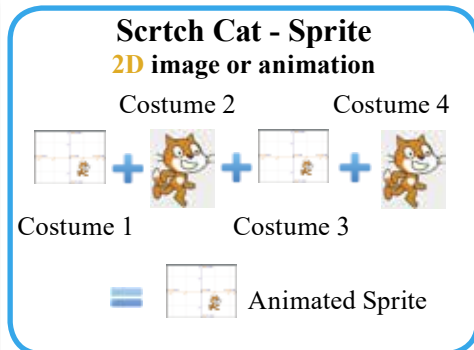 Scrtch Cat - Sprite
2D image or animation
Costume 2
Costume 4
Costume 1
Costume 3
Animated Sprite